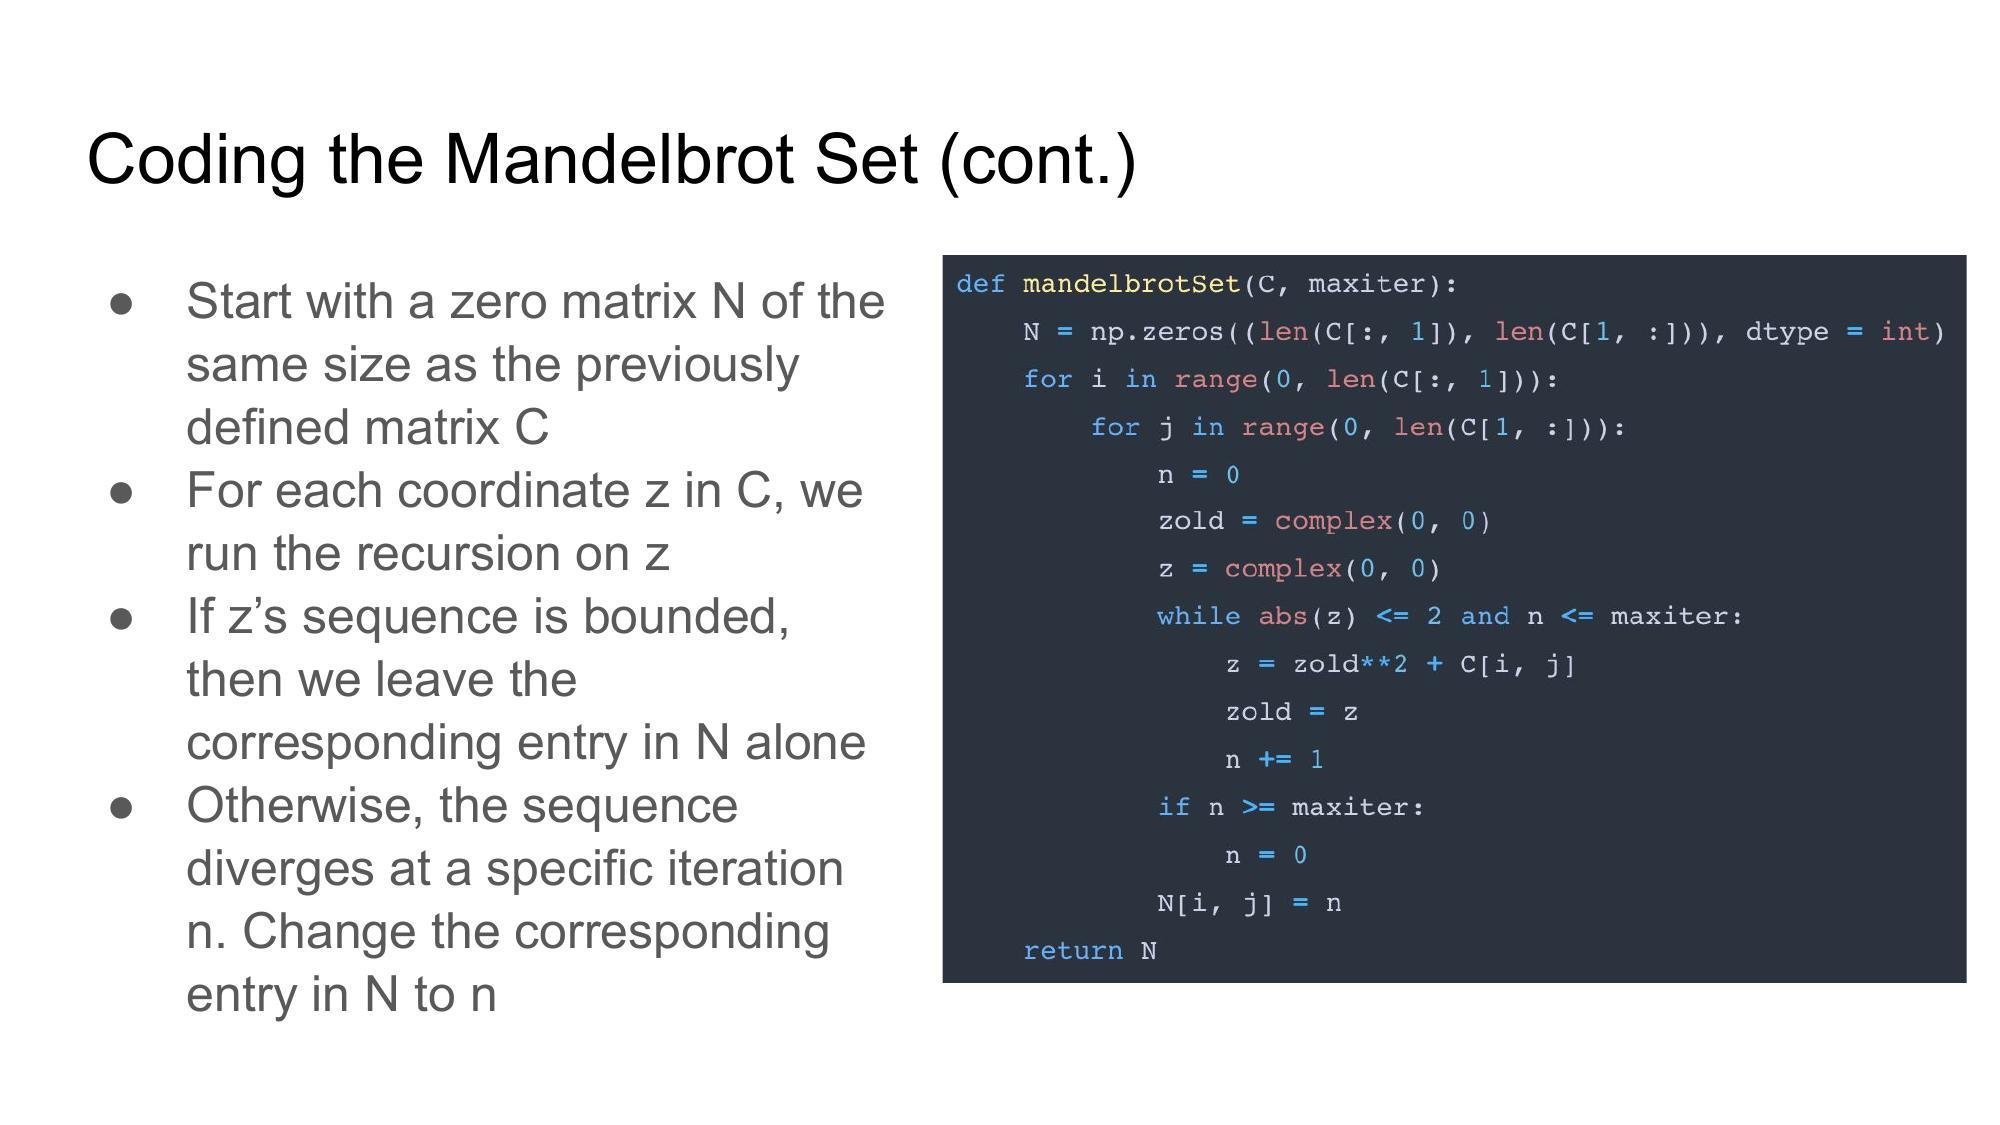 Coding the Mandelbrot Set (cont.)
● Start with a zero matrix N of the
same size as the previously
defined matrix C
● For each coordinate z in C, we
run the recursion on z
● If z’s sequence is bounded,
then we leave the
corresponding entry in N alone
● Otherwise, the sequence
diverges at a specific iteration
n. Change the corresponding
entry in N to n
def mandelbrotSet(C, maxiter):
    N = np.zeros((len(C[:, 1]), len(C[1, :])), dtype = int)
    for i in range(0, len(C[:, 1])):
        for j in range(0, len(C[1, :])):
            n = 0
            zold = complex(0, 0)
            z = complex(0, 0)
            while abs(z) <= 2 and n <= maxiter:
                z = zold**2 + C[i, j]
                zold = z
                n += 1
            if n >= maxiter:
                n = 0
            N[i, j] = n
    return N